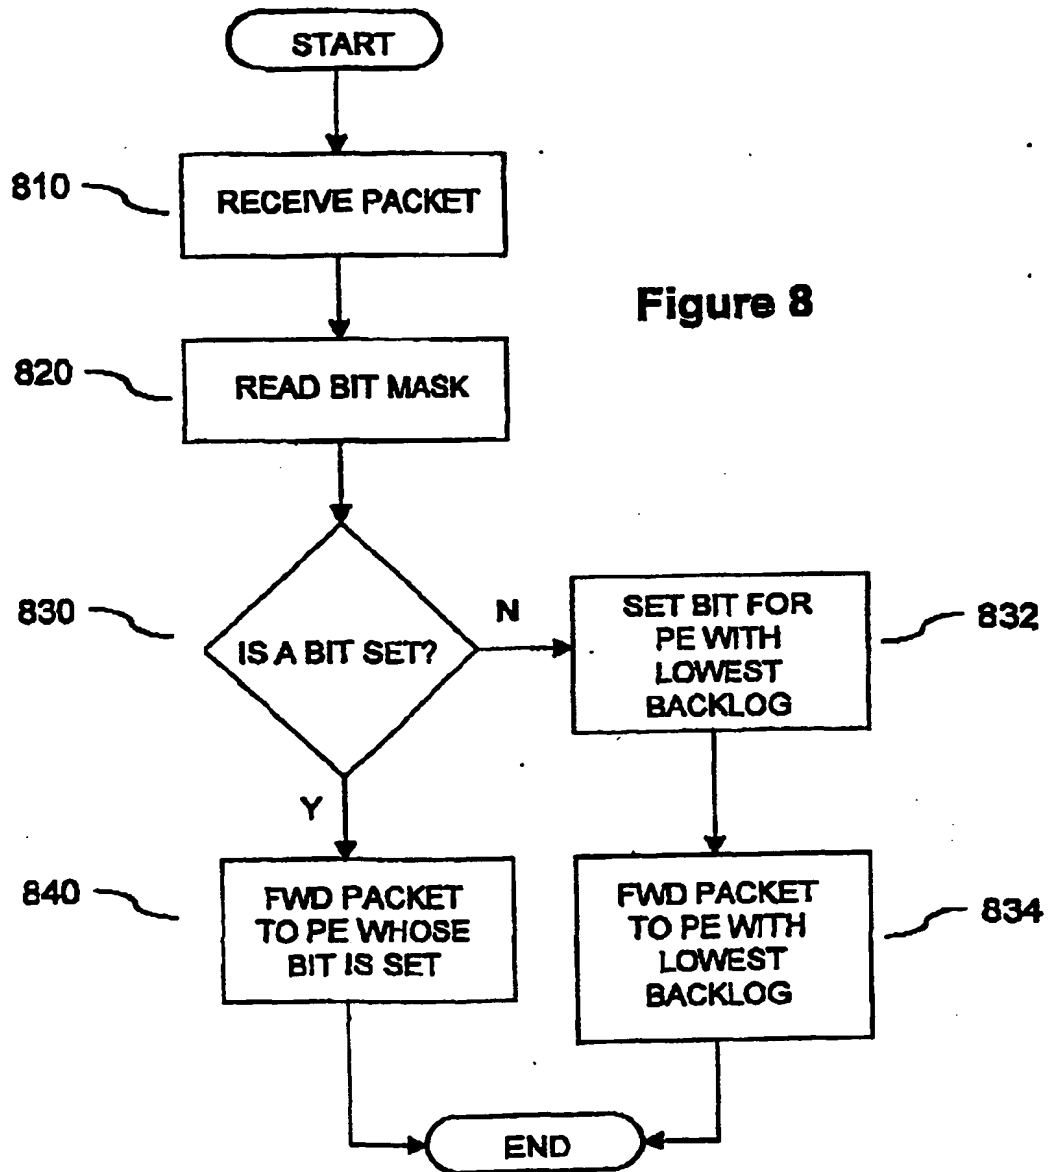 START
810
RECEIVE PACKET
Figure 8
820
READ BIT MASK
830
IS A BIT SET?
N
SET BIT FOR
PE WITH
LOWEST
BACKLOG
832
Y
840
FWD PACKET
TO PE WHOSE
BIT IS SET
FWD PACKET
TO PE WITH
LOWEST
BACKLOG
834
END